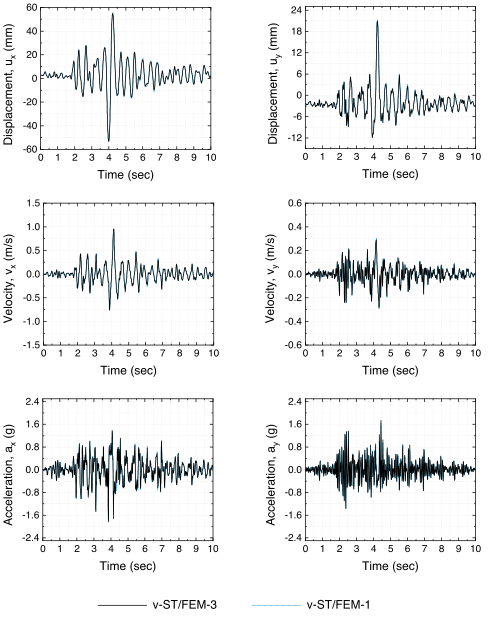 60
40
20
0
-20
-40
-60
Displacement, uₓ (mm)
0 1 2 3 4 5 6 7 8 9 10
Time (sec)
24
18
12
6
0
-6
-12
Displacement, u_y (mm)
0 1 2 3 4 5 6 7 8 9 10
Time (sec)
1.5
1.0
0.5
0.0
-0.5
-1.0
-1.5
Velocity, vₓ (m/s)
0 1 2 3 4 5 6 7 8 9 10
Time (sec)
0.6
0.4
0.2
0.0
-0.2
-0.4
-0.6
Velocity, v_y (m/s)
0 1 2 3 4 5 6 7 8 9 10
Time (sec)
2.4
1.6
0.8
0.0
-0.8
-1.6
-2.4
Acceleration, aₓ (g)
0 1 2 3 4 5 6 7 8 9 10
Time (sec)
2.4
1.6
0.8
0.0
-0.8
-1.6
-2.4
Acceleration, a_y (g)
0 1 2 3 4 5 6 7 8 9 10
Time (sec)
v-ST/FEM-3 v-ST/FEM-1